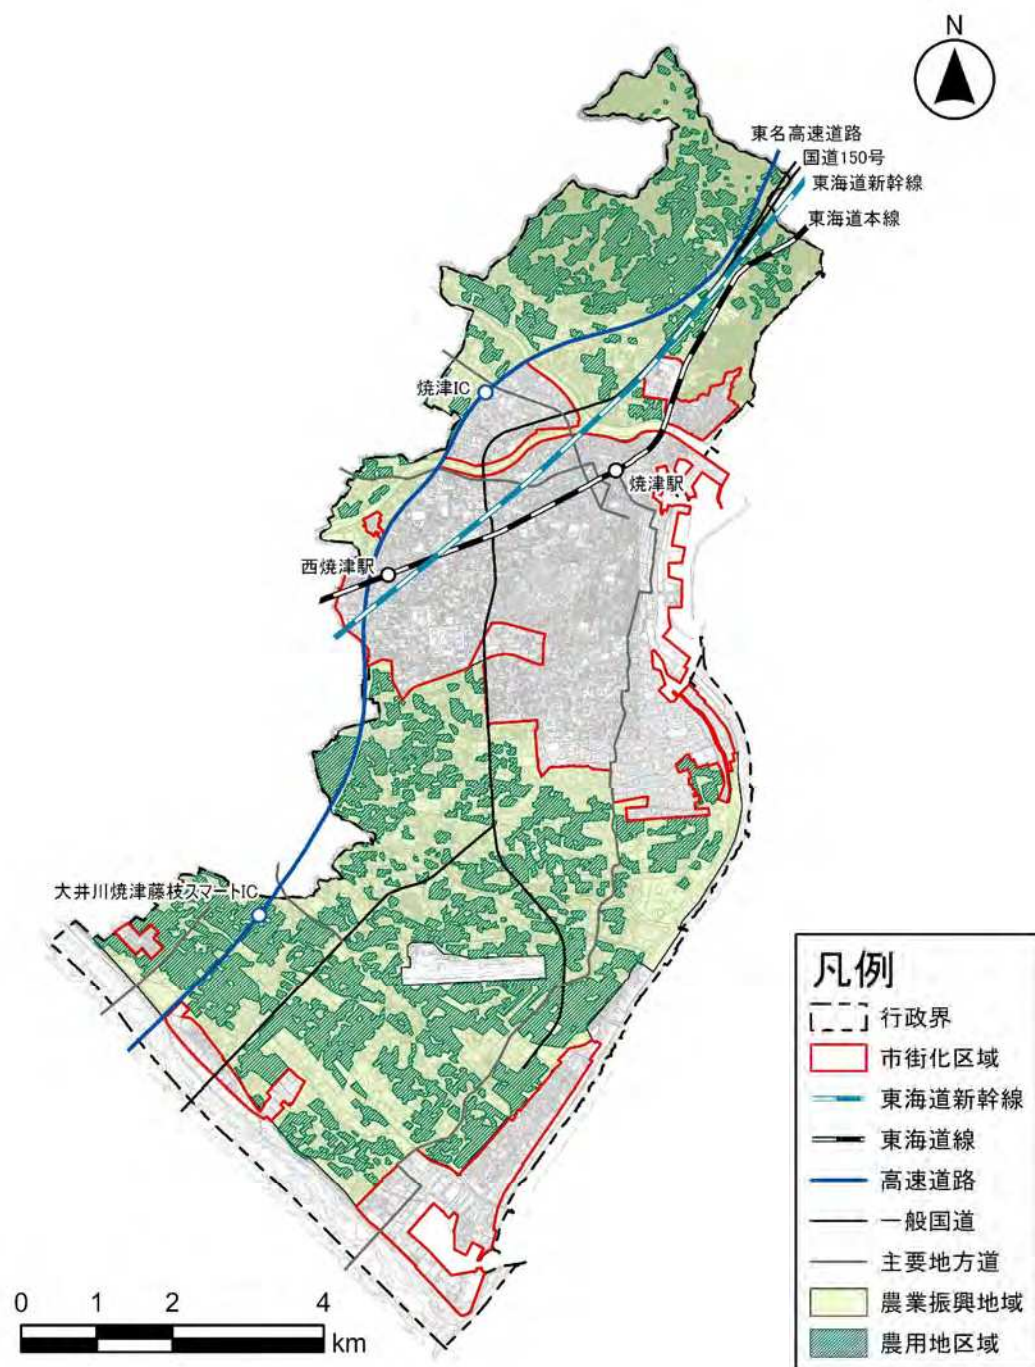 N
東名高速道路
国道150号
東海道新幹線
東海道本線
焼津IC
焼津駅
西焼津駅
大井川焼津藤枝スマートIC
凡例
行政界
市街化区域
東海道新幹線
東海道線
高速道路
一般国道
主要地方道
農業振興地域
農用地区域
0 1 2 4
km